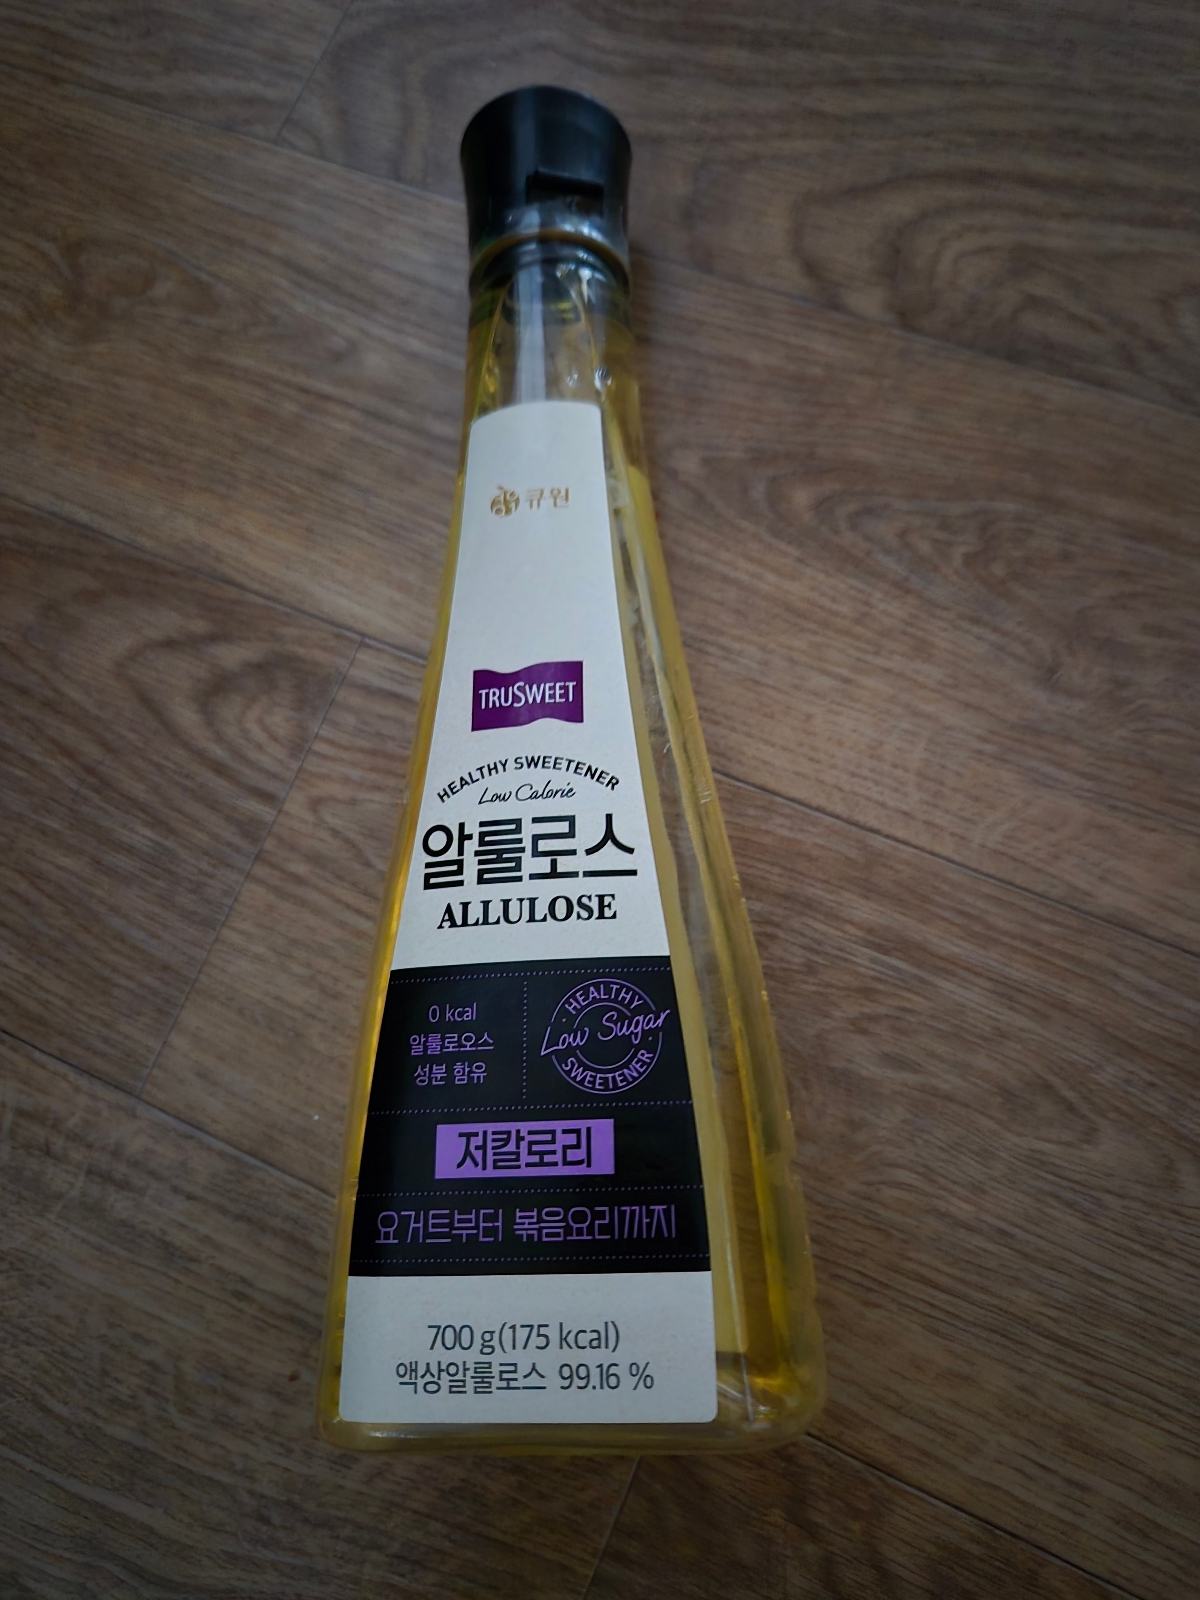 큐원
TRUSWEET
HEALTHY SWEETENER
Low Calorie
알룰로스
ALLULOSE
0 kcal
알룰로오스
성분 함유
HEALTHY
Low Sugar
SWEETENER
저칼로리
요거트부터 볶음요리까지
700 g(175 kcal)
액상알룰로스 99.16 %